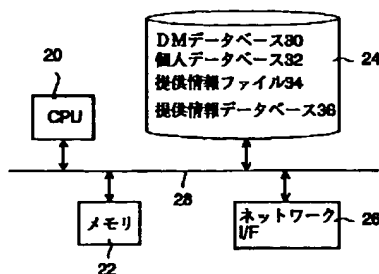 20
CPU
DMデータベース30
個人データベース32
提供情報ファイル34
提供情報データベース36
24
28
メモリ
22
ネットワーク
I/F
26